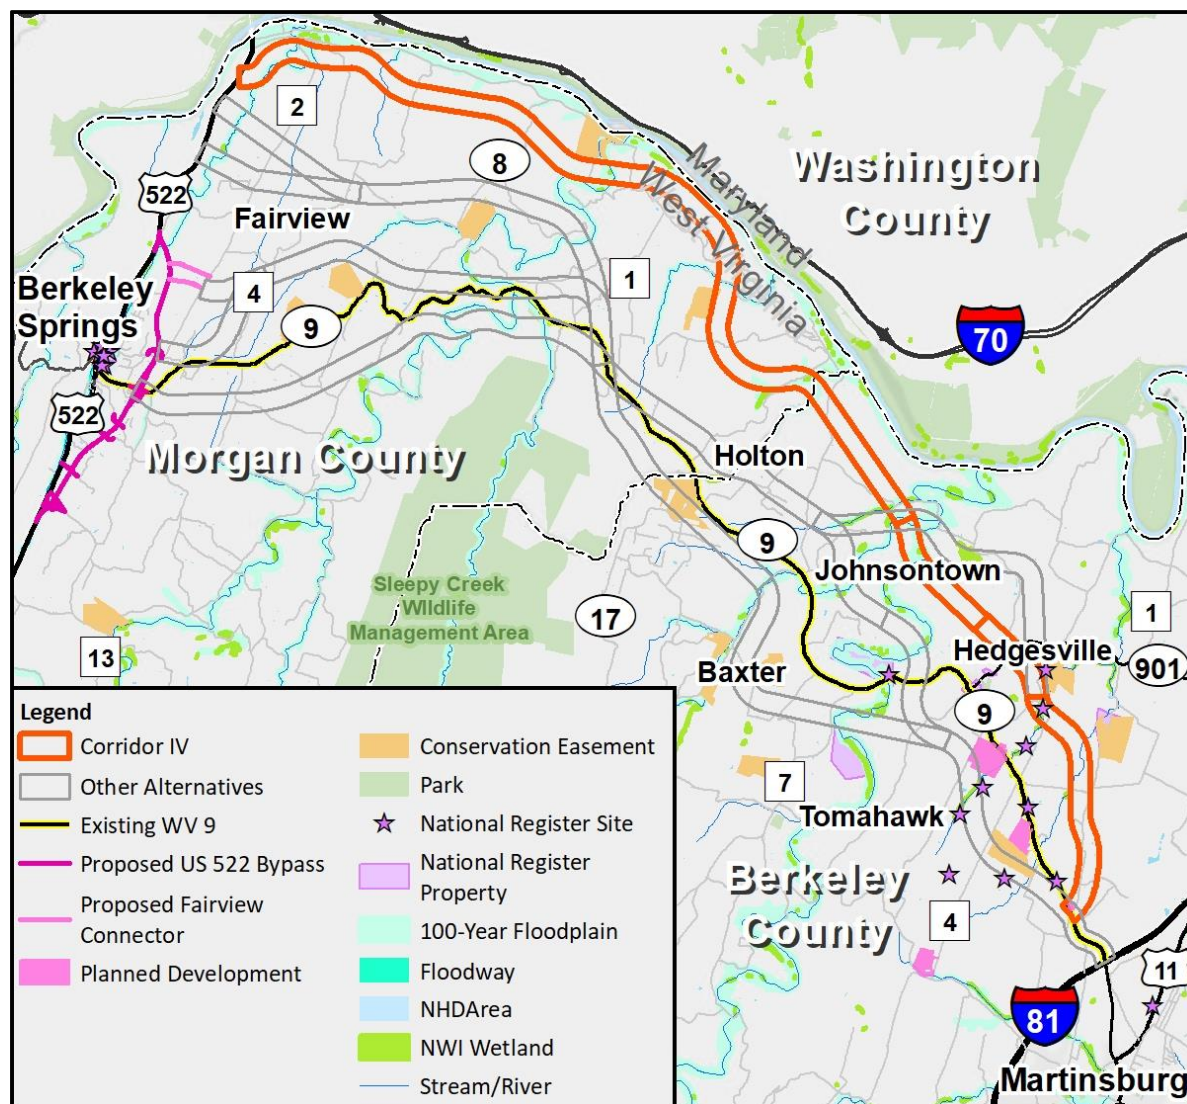 2
8
Maryland
West Virginia
Washington
County
522
Fairview
1
4
Berkeley
Springs
9
70
522
Morgan County
Holton
9
Johnsontown
Sleepy Creek
WIldlife
Management Area
17
1
13
Baxter
Hedgesville
901
9
7
Tomahawk
Berkeley
County
4
11
81
Martinsburg
Legend
Corridor IV
Other Alternatives
Existing WV 9
Proposed US 522 Bypass
Proposed Fairview
Connector
Planned Development
Conservation Easement
Park
National Register Site
National Register
Property
100-Year Floodplain
Floodway
NHDArea
NWI Wetland
Stream/River